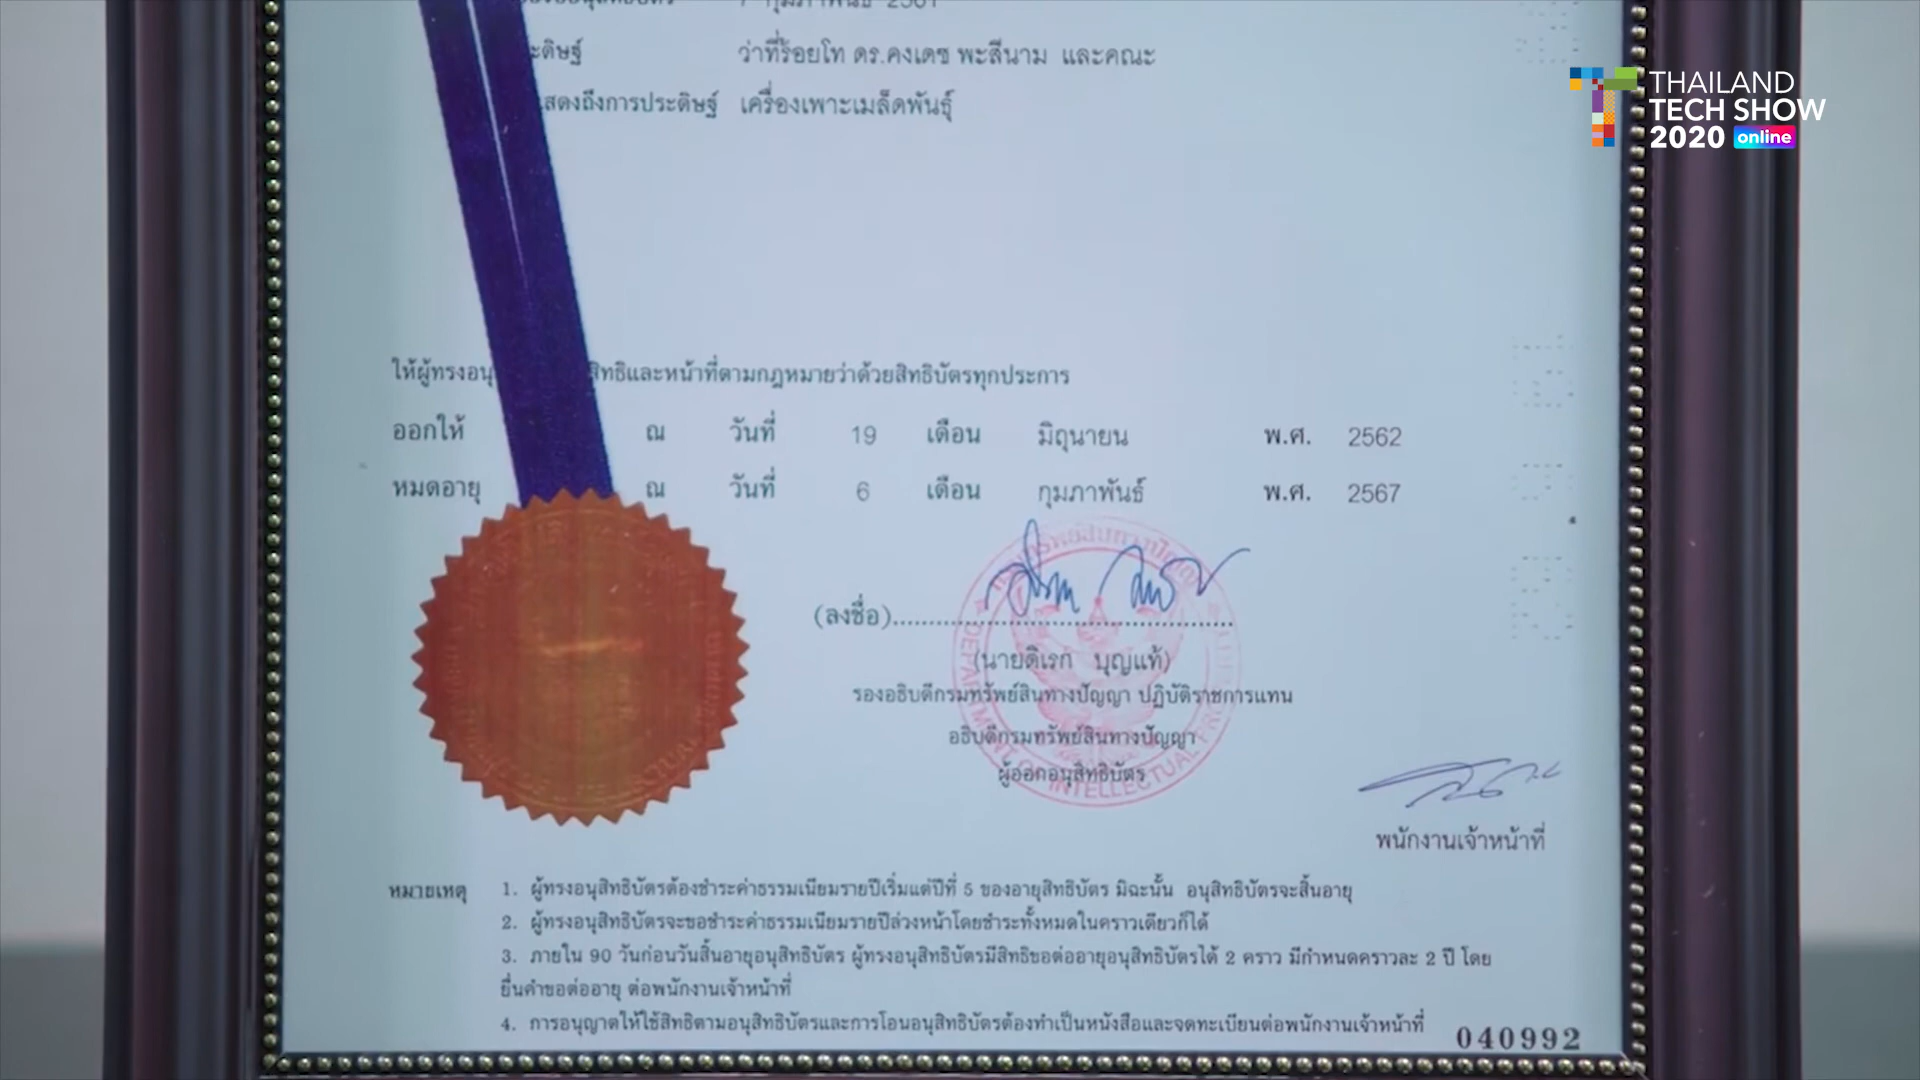 7 กุมภาพันธ์ 2561
ะดิษฐ์ ว่าที่ร้อยโท ดร.คงเดช พะสีนาม และคณะ
แสดงถึงการประดิษฐ์ เครื่องเพาะเมล็ดพันธุ์
THAILAND
TECH SHOW
2020 online
ให้ผู้ทรงอนุ สิทธิและหน้าที่ตามกฎหมายว่าด้วยสิทธิบัตรทุกประการ
ออกให้ ณ วันที่ 19 เดือน มิถุนายน พ.ศ. 2562
หมดอายุ ณ วันที่ 6 เดือน กุมภาพันธ์ พ.ศ. 2567
(ลงชื่อ)
(นายดิเรก บุญแท้)
รองอธิบดีกรมทรัพย์สินทางปัญญา ปฏิบัติราชการแทน
อธิบดีกรมทรัพย์สินทางปัญญา
ผู้ออกอนุสิทธิบัตร
DEPARTMENT OF INTELLECTUAL
พนักงานเจ้าหน้าที่
หมายเหตุ 1. ผู้ทรงอนุสิทธิบัตรต้องชำระค่าธรรมเนียมรายปีเริ่มแต่ปีที่ 5 ของอายุสิทธิบัตร มิฉะนั้น อนุสิทธิบัตรจะสิ้นอายุ
2. ผู้ทรงอนุสิทธิบัตรจะขอชำระค่าธรรมเนียมรายปีล่วงหน้าโดยชำระทั้งหมดในคราวเดียวก็ได้
3. ภายใน 90 วันก่อนวันสิ้นอายุอนุสิทธิบัตร ผู้ทรงอนุสิทธิบัตรมีสิทธิขอต่ออายุอนุสิทธิบัตรได้ 2 คราว มีกำหนดคราวละ 2 ปี โดย
ยื่นคำขอต่ออายุ ต่อพนักงานเจ้าหน้าที่
4. การอนุญาตให้ใช้สิทธิตามอนุสิทธิบัตรและการโอนอนุสิทธิบัตรต้องทำเป็นหนังสือและจดทะเบียนต่อพนักงานเจ้าหน้าที่
040992